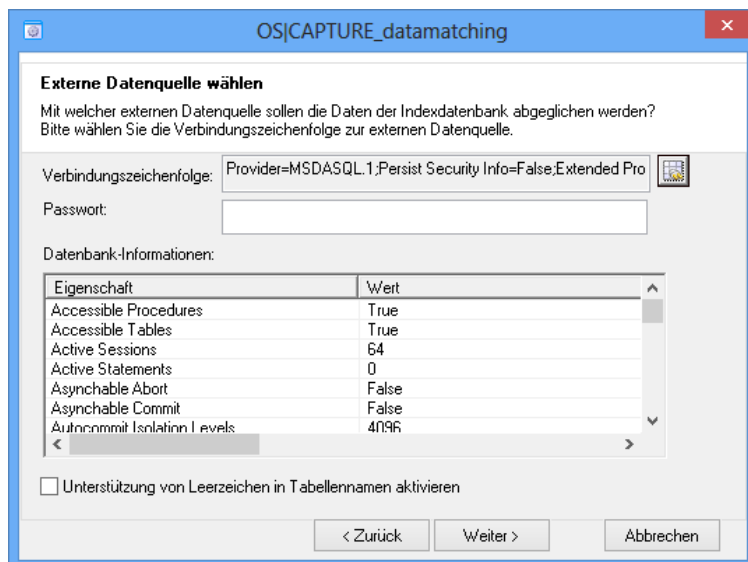 OS|CAPTURE_datamatching
Externe Datenquelle wählen
Mit welcher externen Datenquelle sollen die Daten der Indexdatenbank abgeglichen werden?
Bitte wählen Sie die Verbindungszeichenfolge zur externen Datenquelle.
Verbindungszeichenfolge: Provider=MSDASQL.1;Persist Security Info=False;Extended Pro
Passwort:
Datenbank-Informationen:
Eigenschaft Wert
Accessible Procedures True
Accessible Tables True
Active Sessions 64
Active Statements 0
Asynchable Abort False
Asynchable Commit False
Autocommit Isolation Levels 4096
Unterstützung von Leerzeichen in Tabellennamen aktivieren
< Zurück Weiter > Abbrechen